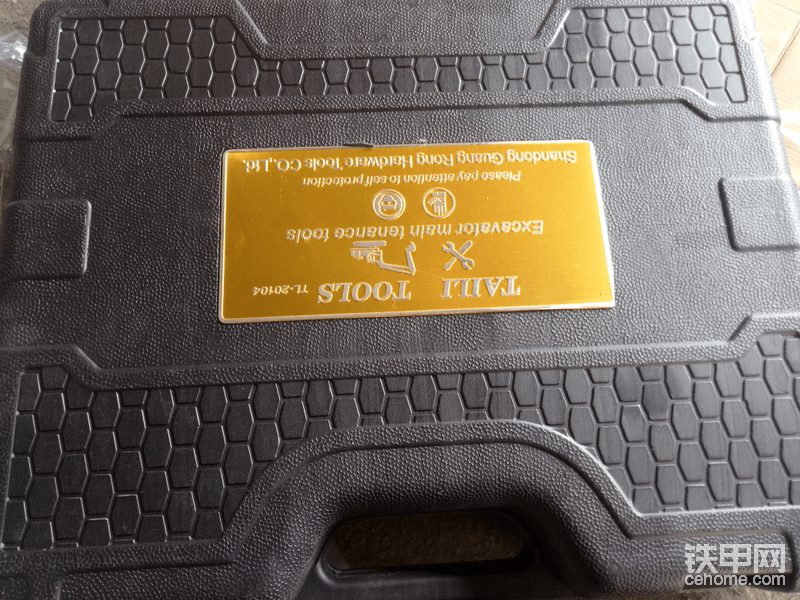 TAILI TOOLS TL-20104
Excavator main tenance tools
Please pay attention to self protection
Shandong Guang Rong Hardware Tools CO.,Ltd.
铁甲网
cehome.com